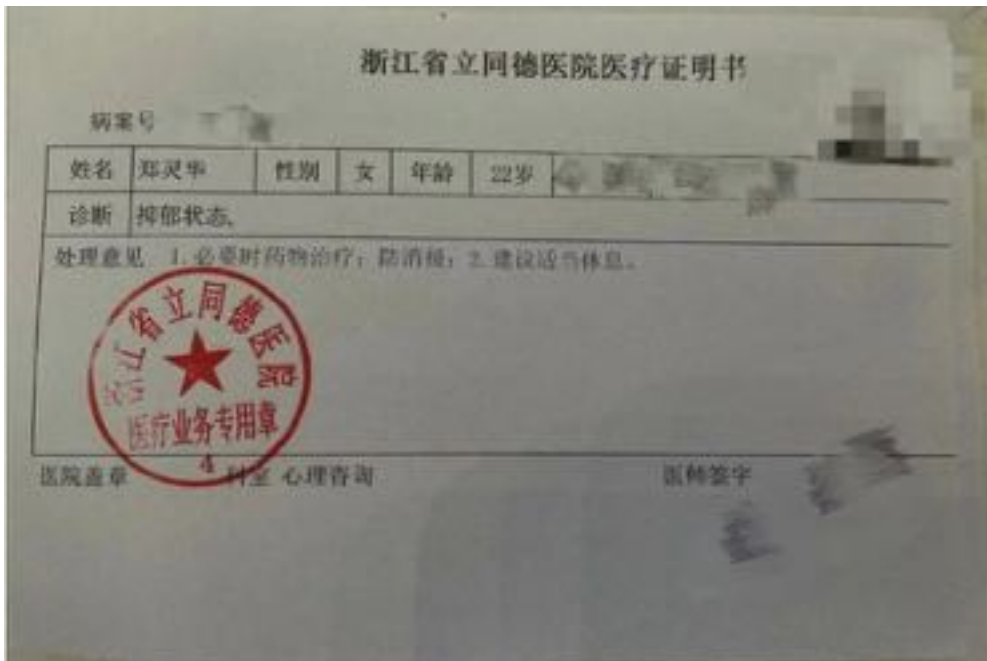 浙江省立同德医院医疗证明书
病案号
姓名 郑灵华 性别 女 年龄 22岁
诊断 抑郁状态、
处理意见 1.必要时药物治疗；防消极；2.建议适当休息。
浙江省立同德医院
医疗业务专用章
4
医院盖章 科室 心理咨询 医师签字